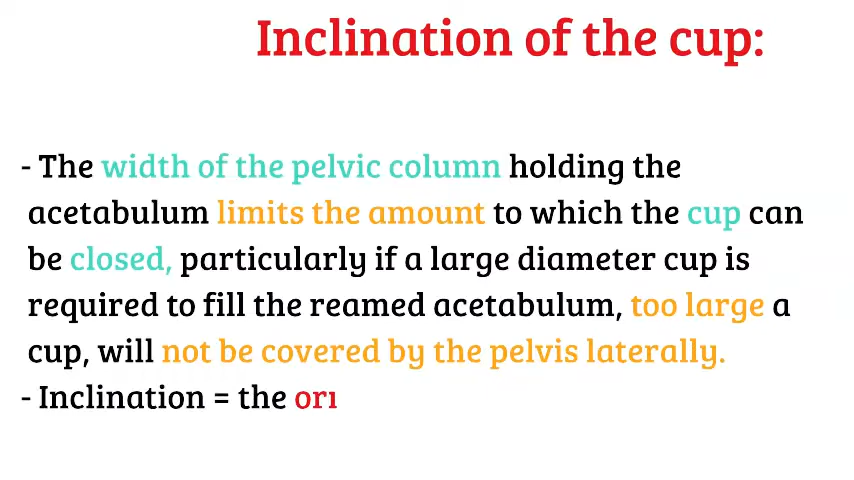 Inclination of the cup:
- The width of the pelvic column holding the
acetabulum limits the amount to which the cup can
be closed, particularly if a large diameter cup is
required to fill the reamed acetabulum, too large a
cup, will not be covered by the pelvis laterally.
- Inclination = the